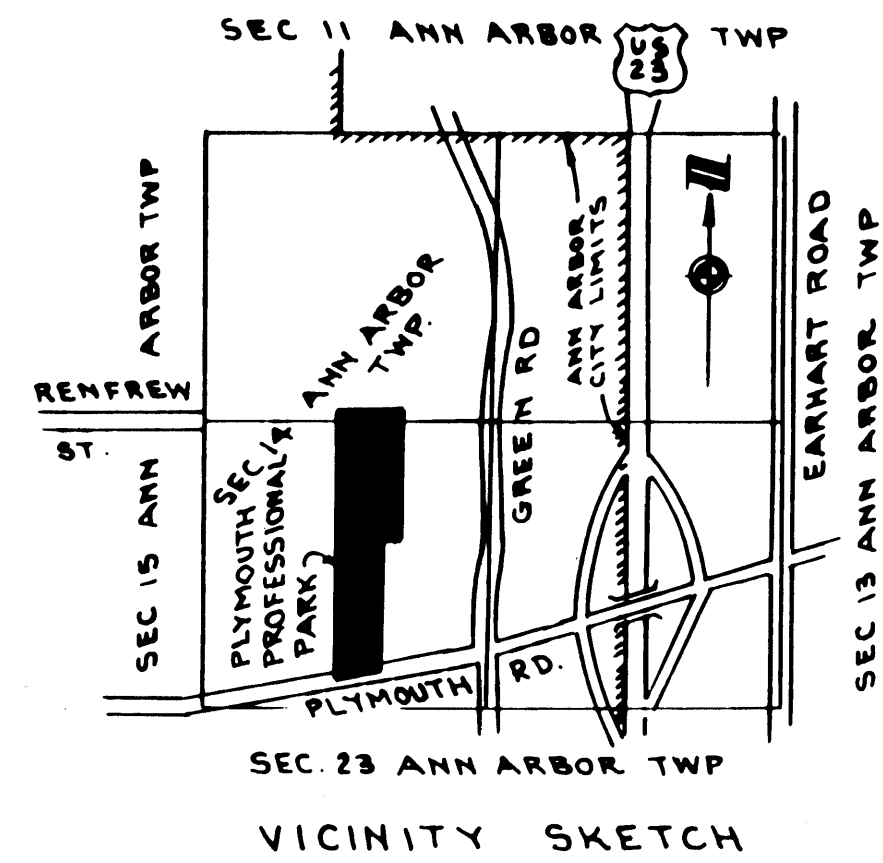 SEC 11 ANN ARBOR TWP
US
23
N
ARBOR TWP
SEC 15 ANN
RENFREW
ST.
ANN ARBOR
TWP.
SEC
PLYMOUTH
PROFESSIONAL
PARK
GREEN RD
ANN ARBOR
CITY LIMITS
EARHART ROAD
SEC 13 ANN ARBOR TWP
PLYMOUTH RD.
SEC. 23 ANN ARBOR TWP
VICINITY SKETCH